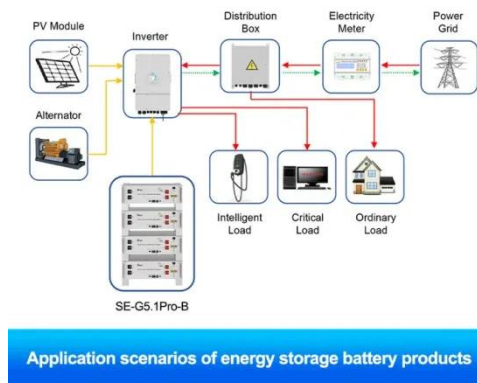 PV Module
Inverter
Distribution
Box
Electricity
Meter
Power
Grid
Alternator
Intelligent
Load
Critical
Load
Ordinary
Load
SE-G5.1Pro-B
Application scenarios of energy storage battery products